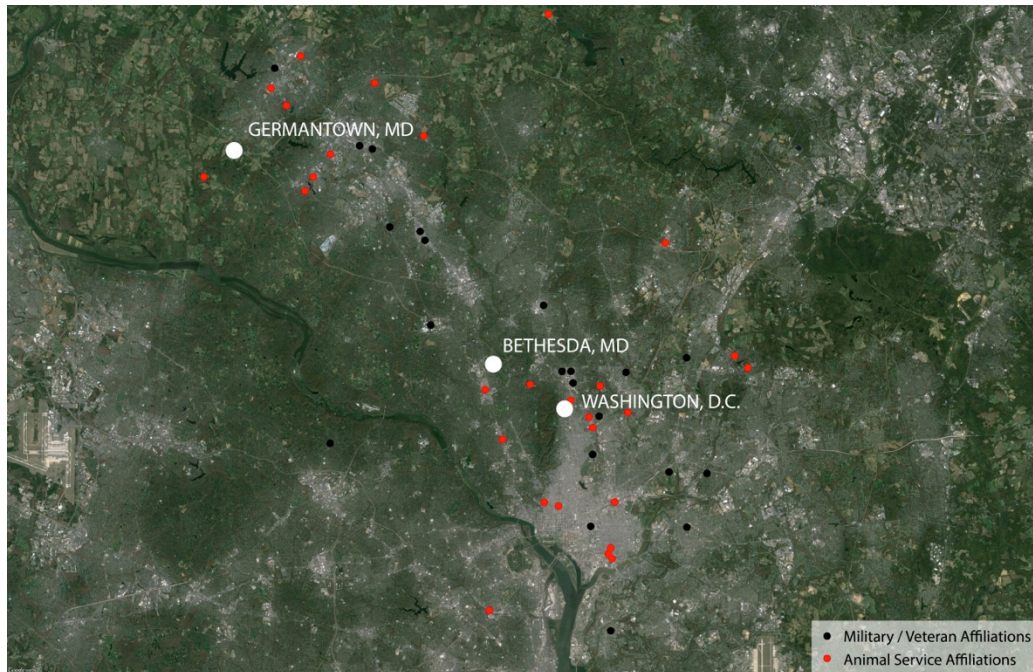 GERMANTOWN, MD
BETHESDA, MD
WASHINGTON, D.C.
Military / Veteran Affiliations
Animal Service Affiliations